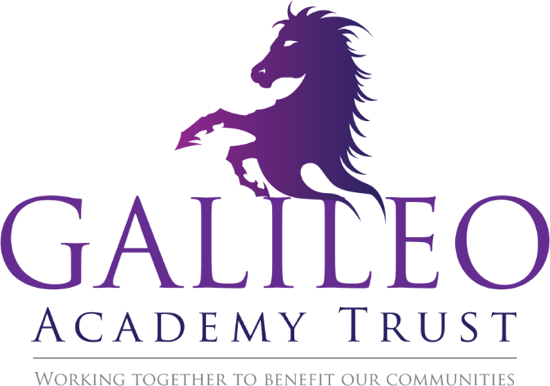 GALILEO
ACADEMY TRUST
WORKING TOGETHER TO BENEFIT OUR COMMUNITIES